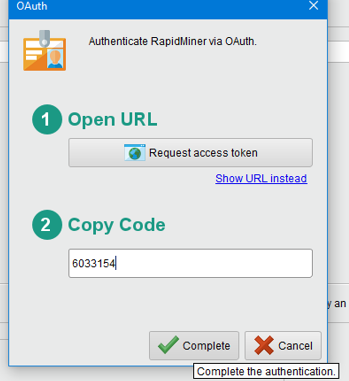 OAuth
Authenticate RapidMiner via OAuth.
1 Open URL
Request access token
Show URL instead
2 Copy Code
6033154
y an
Complete
Cancel
Complete the authentication.